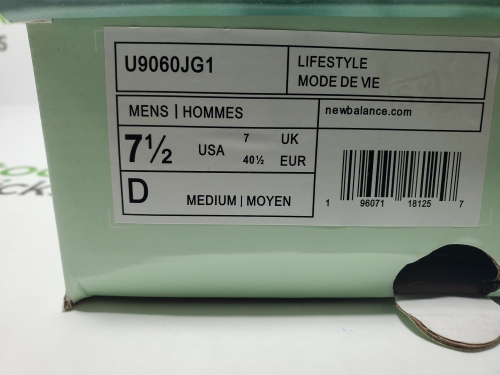 U9060JG1
LIFESTYLE
MODE DE VIE
MENS | HOMMES
newbalance.com
7½ USA 7 UK
40½ EUR
D MEDIUM | MOYEN
1 96071 18125 7